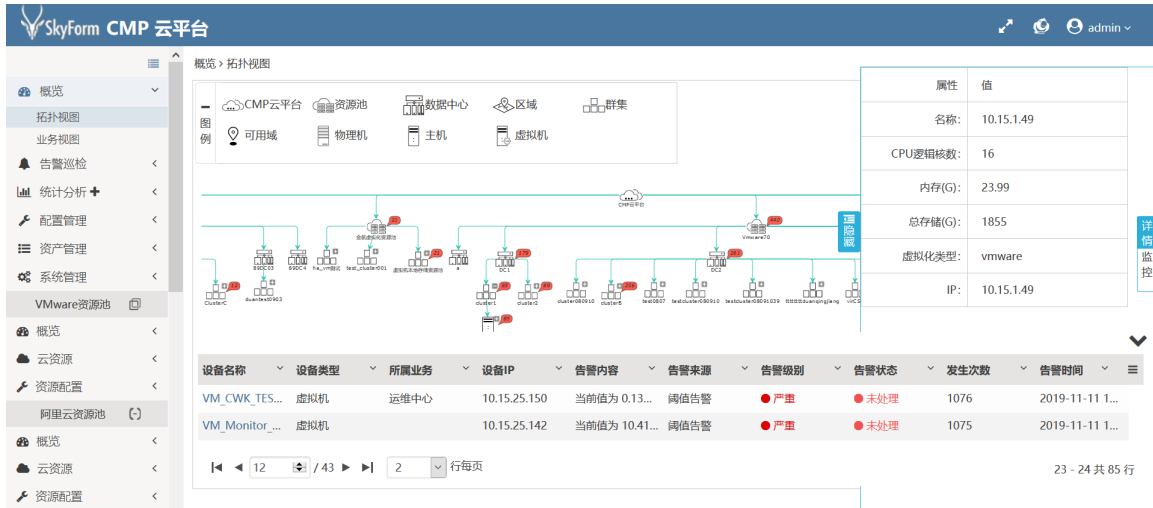 SkyForm CMP 云平台
admin
概览 › 拓扑视图
概览
拓扑视图
业务视图
告警巡检
统计分析
配置管理
资产管理
系统管理
VMware资源池
概览
云资源
资源配置
阿里云资源池
概览
云资源
资源配置
图例
CMP云平台 资源池 数据中心 区域 群集
可用域 物理机 主机 虚拟机
CMP云平台
Vmware70
89DC03 89DC4 test_cluster001
a DC1 DC2
duantest0903
cluster1 cluster2 cluster080910 test0807
隐藏
属性 值
名称: 10.15.1.49
CPU逻辑核数: 16
内存(G): 23.99
总存储(G): 1855
虚拟化类型: vmware
IP: 10.15.1.49
详情
监控
设备名称 设备类型 所属业务 设备IP 告警内容 告警来源 告警级别 告警状态 发生次数 告警时间
VM_CWK_TES... 虚拟机 运维中心 10.15.25.150 当前值为 0.13... 阈值告警 严重 未处理 1076 2019-11-11 1...
VM_Monitor_... 虚拟机 10.15.25.142 当前值为 10.41... 阈值告警 严重 未处理 1075 2019-11-11 1...
12 / 43 2 行每页
23 - 24 共 85 行